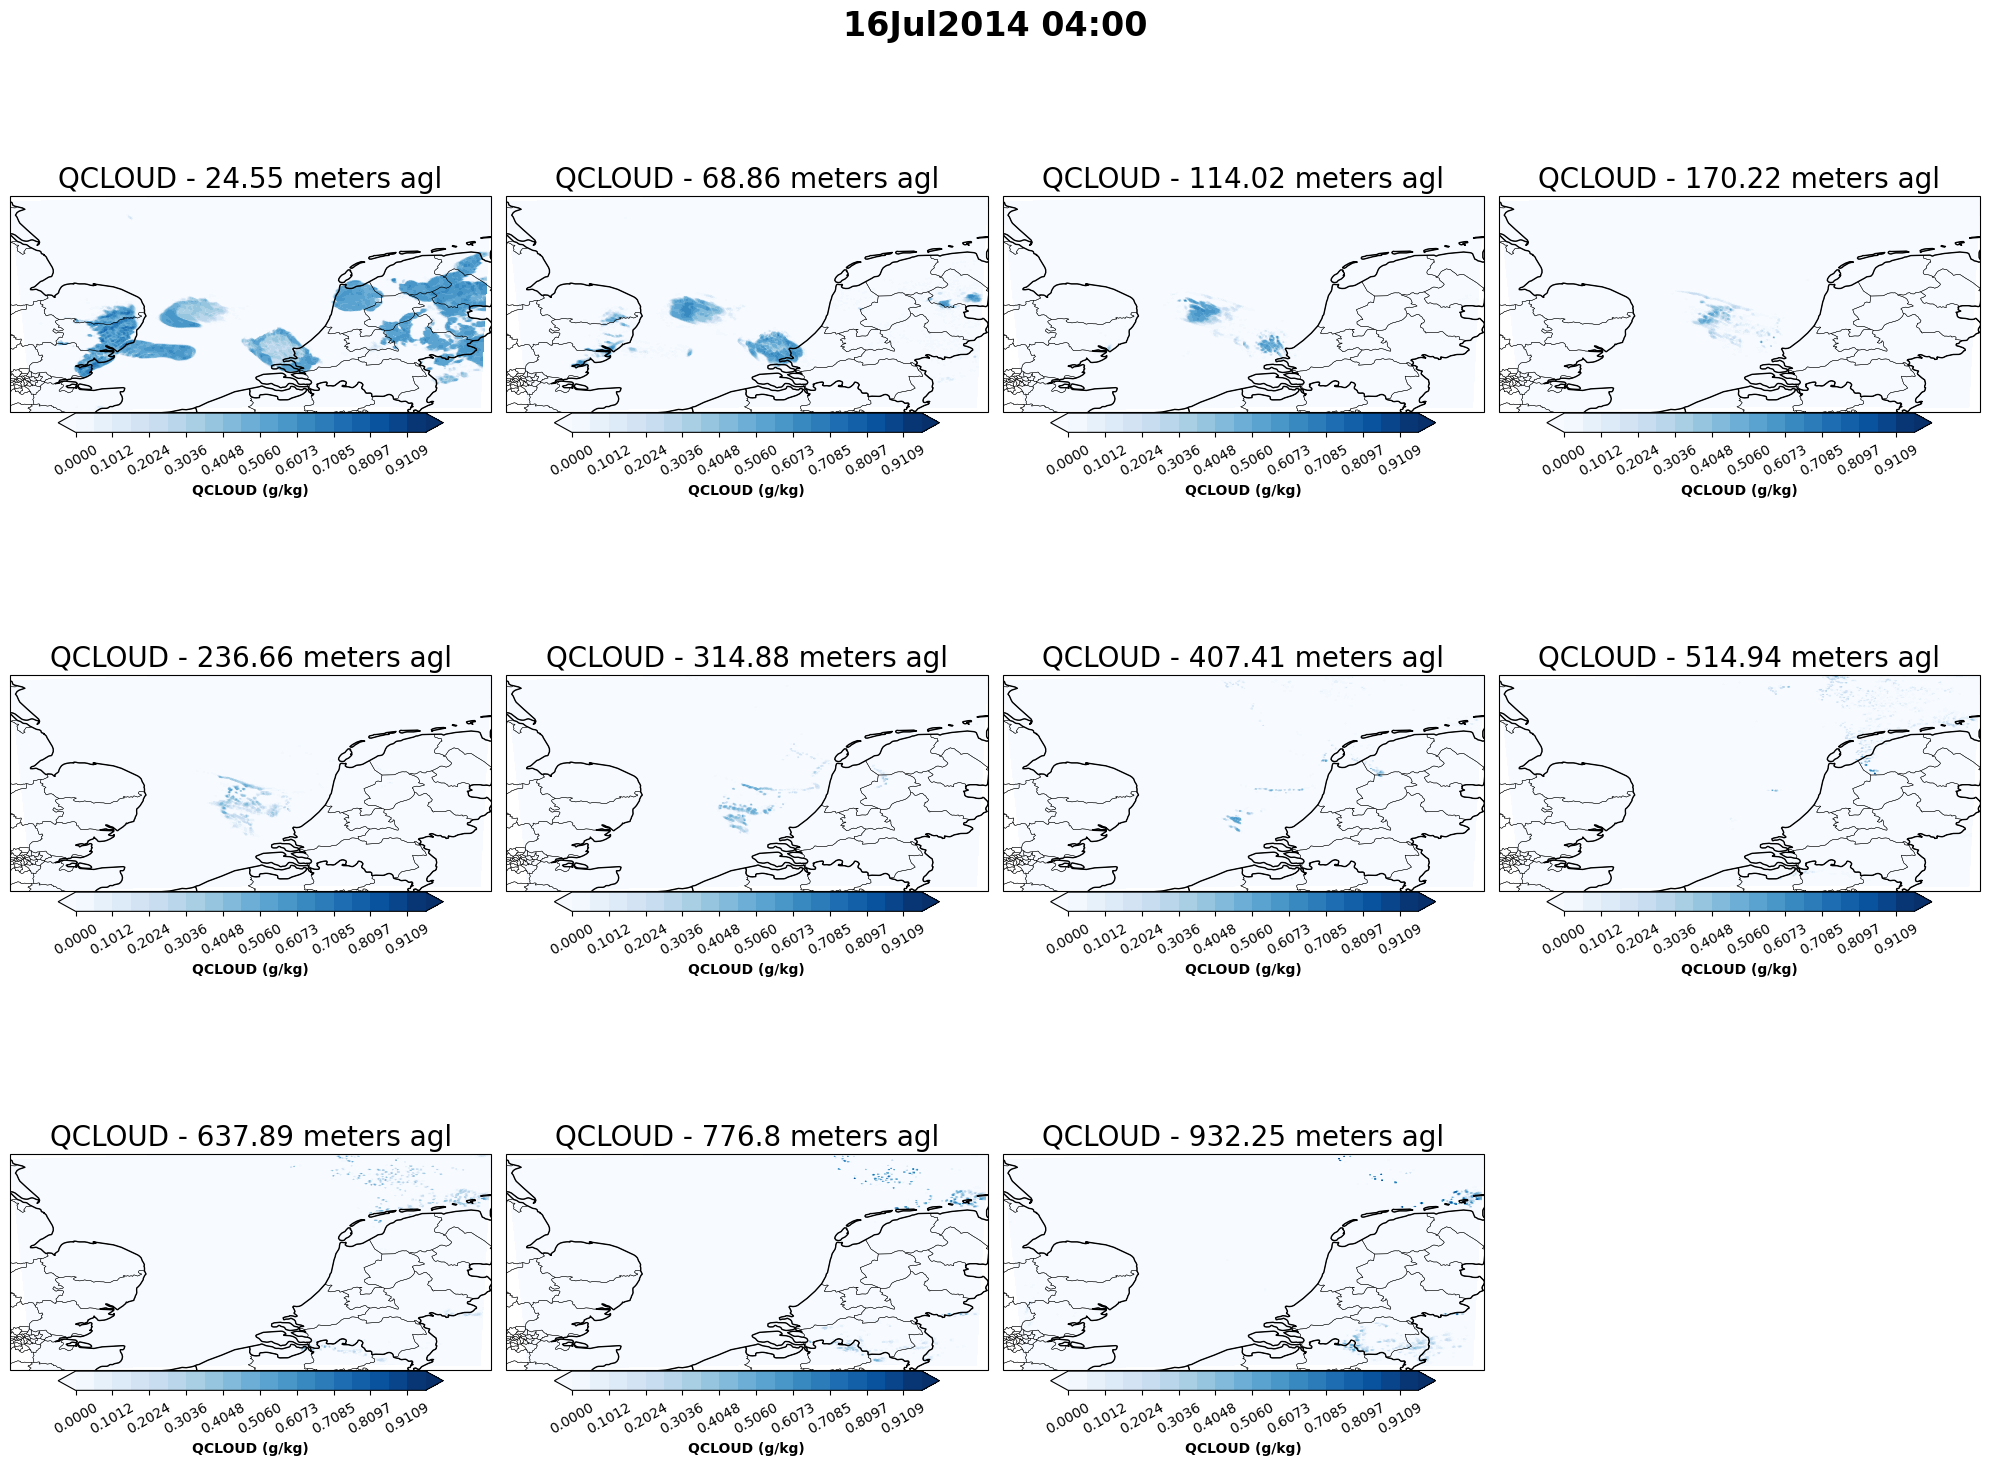 16Jul2014 04:00
QCLOUD - 24.55 meters agl
QCLOUD - 68.86 meters agl
QCLOUD - 114.02 meters agl
QCLOUD - 170.22 meters agl
0.0000 0.1012 0.2024 0.3036 0.4048 0.5060 0.6073 0.7085 0.8097 0.9109
0.0000 0.1012 0.2024 0.3036 0.4048 0.5060 0.6073 0.7085 0.8097 0.9109
0.0000 0.1012 0.2024 0.3036 0.4048 0.5060 0.6073 0.7085 0.8097 0.9109
0.0000 0.1012 0.2024 0.3036 0.4048 0.5060 0.6073 0.7085 0.8097 0.9109
QCLOUD (g/kg)
QCLOUD (g/kg)
QCLOUD (g/kg)
QCLOUD (g/kg)
QCLOUD - 236.66 meters agl
QCLOUD - 314.88 meters agl
QCLOUD - 407.41 meters agl
QCLOUD - 514.94 meters agl
0.0000 0.1012 0.2024 0.3036 0.4048 0.5060 0.6073 0.7085 0.8097 0.9109
0.0000 0.1012 0.2024 0.3036 0.4048 0.5060 0.6073 0.7085 0.8097 0.9109
0.0000 0.1012 0.2024 0.3036 0.4048 0.5060 0.6073 0.7085 0.8097 0.9109
0.0000 0.1012 0.2024 0.3036 0.4048 0.5060 0.6073 0.7085 0.8097 0.9109
QCLOUD (g/kg)
QCLOUD (g/kg)
QCLOUD (g/kg)
QCLOUD (g/kg)
QCLOUD - 637.89 meters agl
QCLOUD - 776.8 meters agl
QCLOUD - 932.25 meters agl
0.0000 0.1012 0.2024 0.3036 0.4048 0.5060 0.6073 0.7085 0.8097 0.9109
0.0000 0.1012 0.2024 0.3036 0.4048 0.5060 0.6073 0.7085 0.8097 0.9109
0.0000 0.1012 0.2024 0.3036 0.4048 0.5060 0.6073 0.7085 0.8097 0.9109
QCLOUD (g/kg)
QCLOUD (g/kg)
QCLOUD (g/kg)